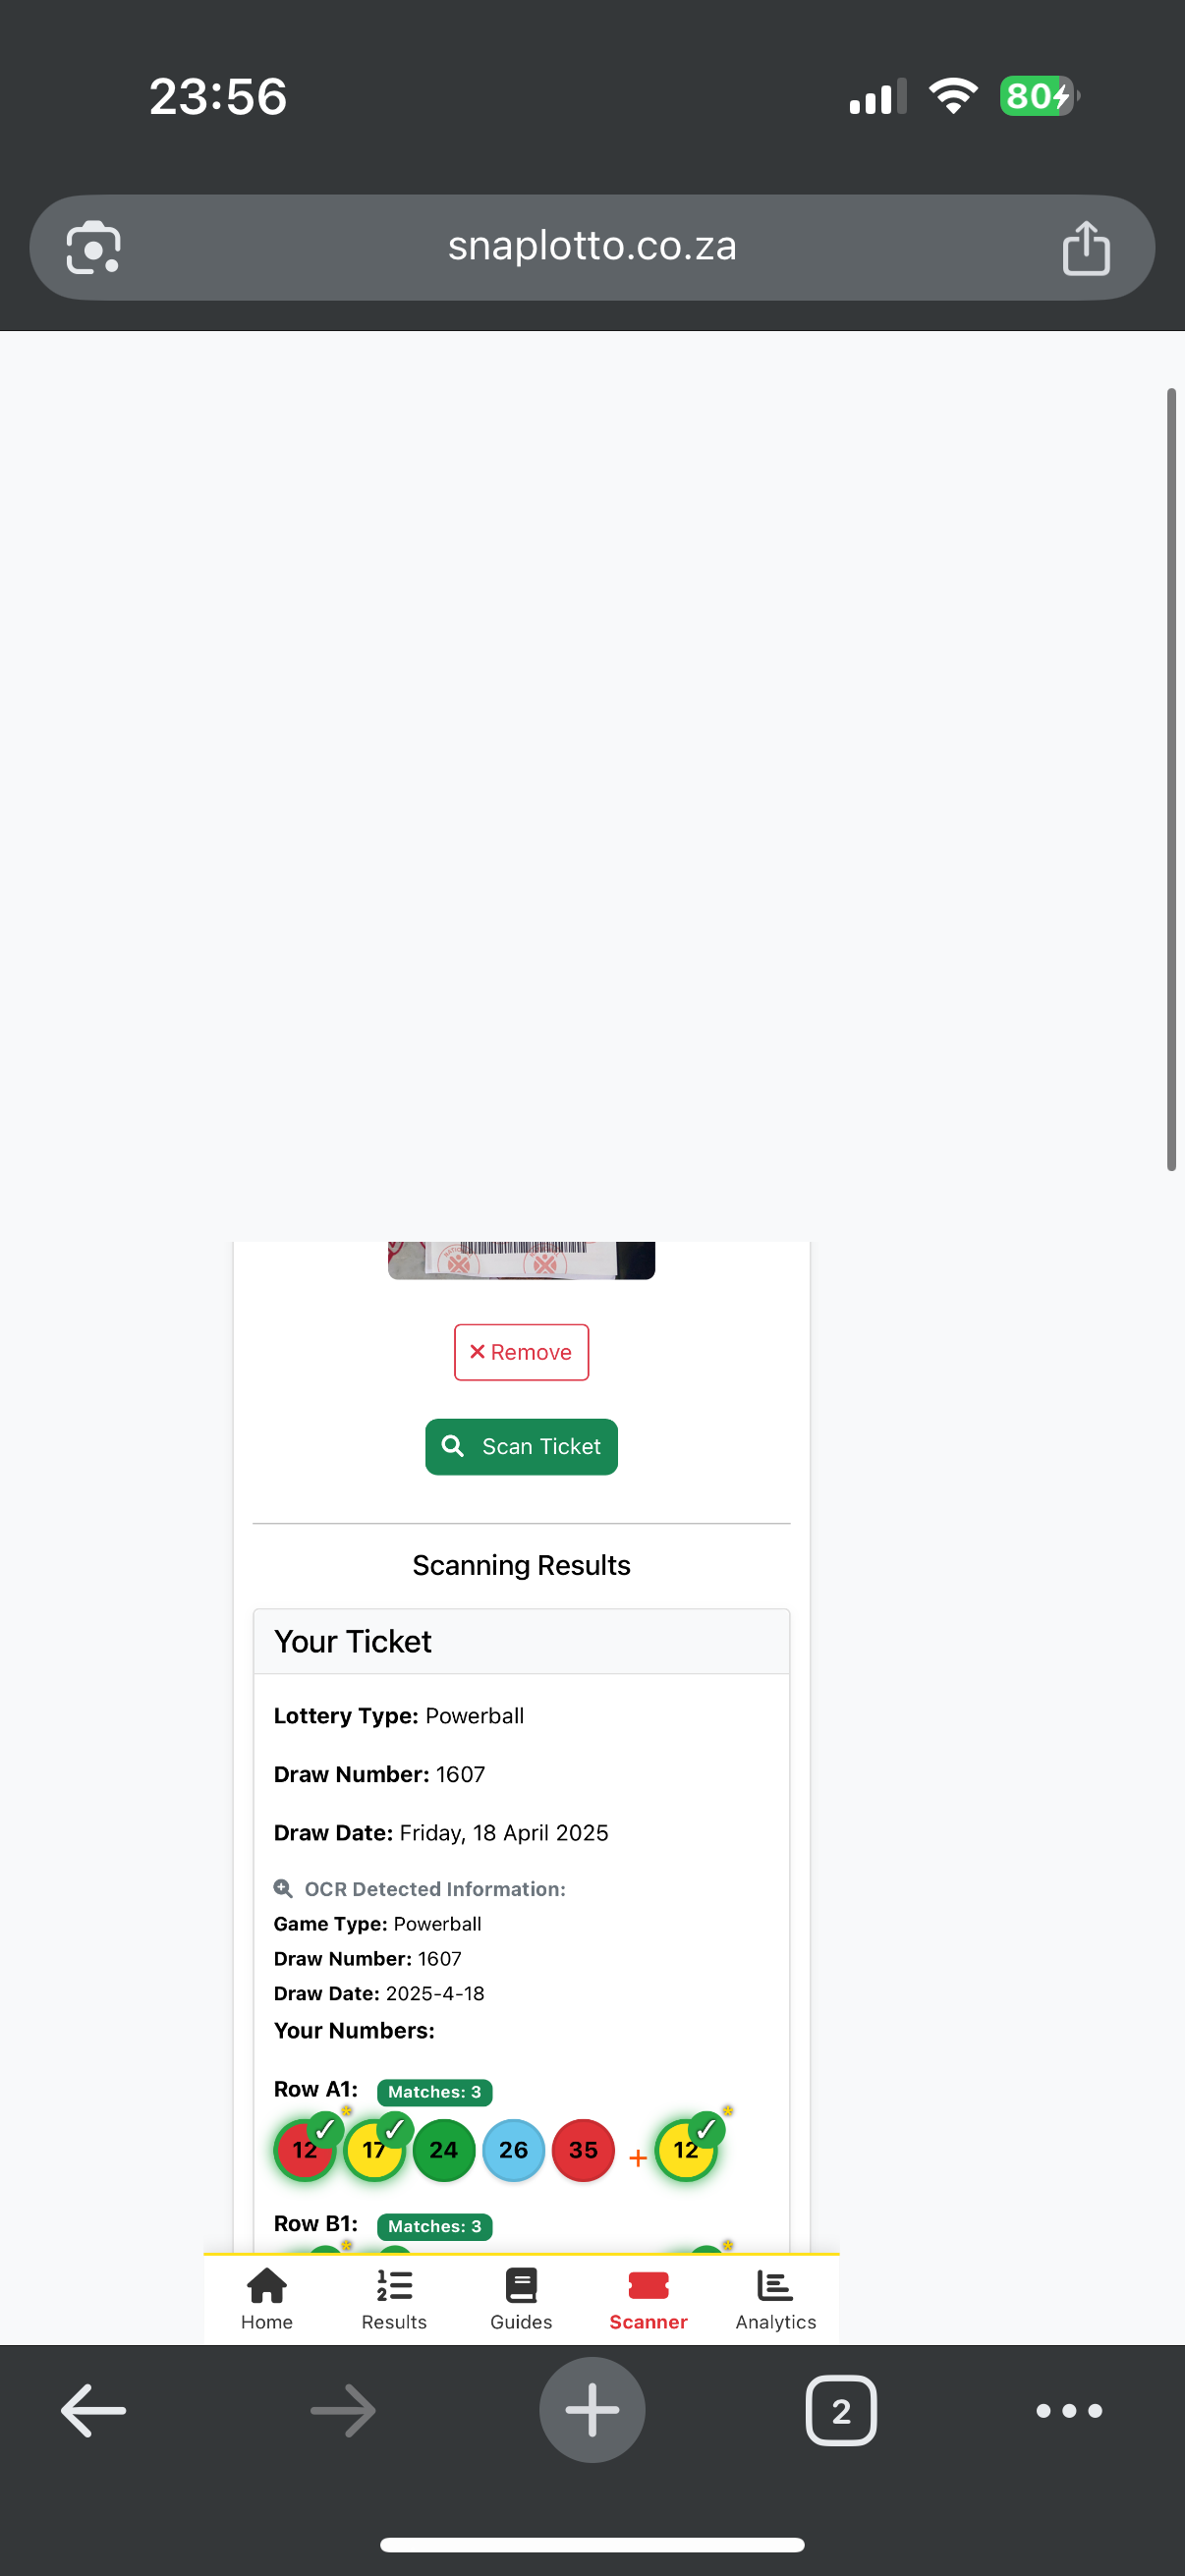 23:56
80
snaplotto.co.za
× Remove
Scan Ticket
Scanning Results
Your Ticket
Lottery Type: Powerball
Draw Number: 1607
Draw Date: Friday, 18 April 2025
OCR Detected Information:
Game Type: Powerball
Draw Number: 1607
Draw Date: 2025-4-18
Your Numbers:
Row A1: Matches: 3
12 17 24 26 35 + 12
Row B1: Matches: 3
Home Results Guides Scanner Analytics
2